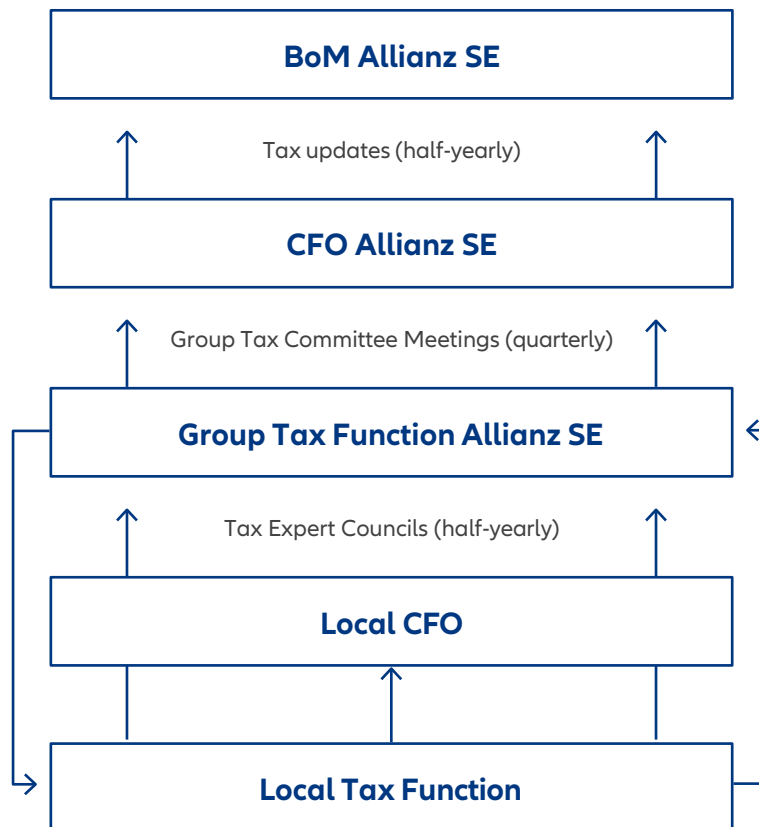 BoM Allianz SE
Tax updates (half-yearly)
CFO Allianz SE
Group Tax Committee Meetings (quarterly)
Group Tax Function Allianz SE
Tax Expert Councils (half-yearly)
Local CFO
Local Tax Function